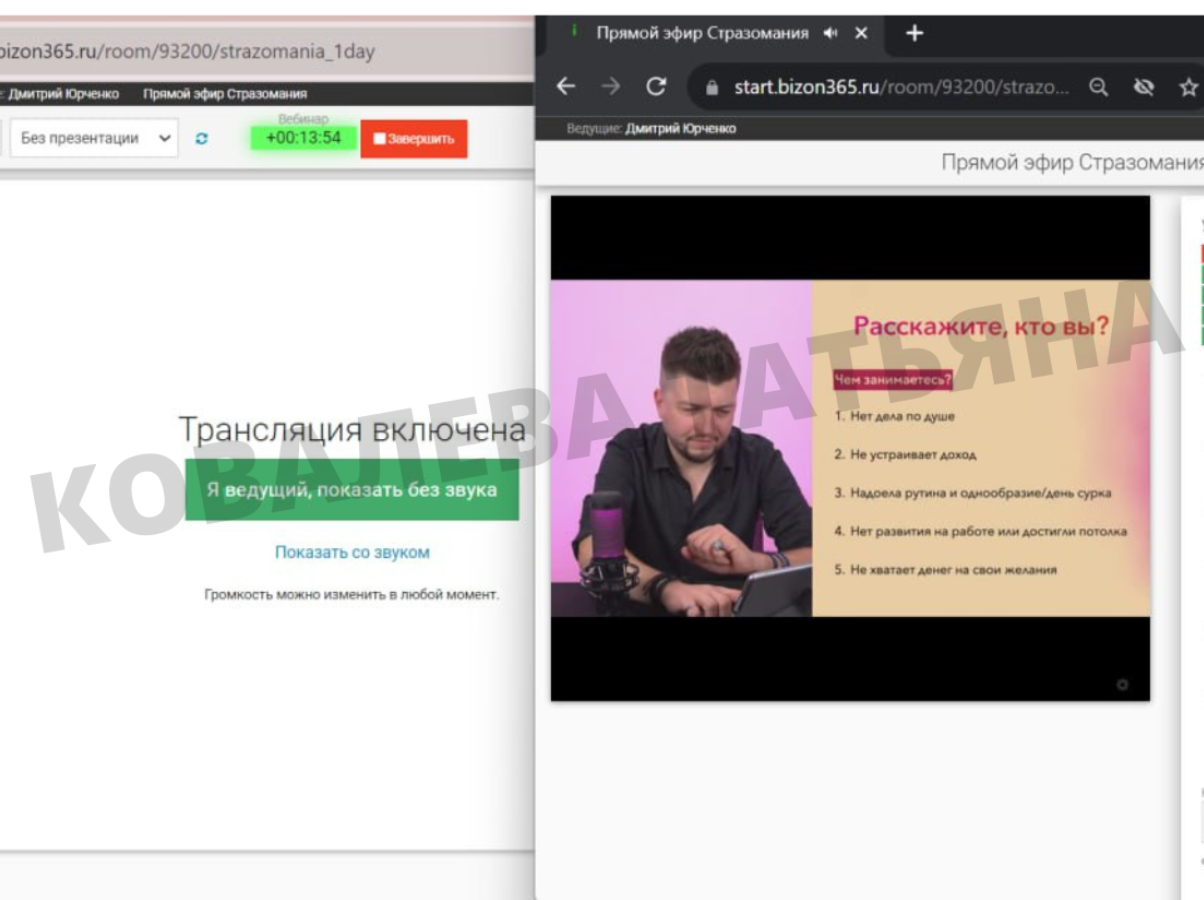 bizon365.ru/room/93200/strazomania_1day
Дмитрий Юрченко Прямой эфир Стразомания
Без презентации
Вебинар
+00:13:54
Завершить
Трансляция включена
Я ведущий, показать без звука
Показать со звуком
Громкость можно изменить в любой момент.
Прямой эфир Стразомания
start.bizon365.ru/room/93200/strazo...
Ведущие: Дмитрий Юрченко
Прямой эфир Стразомания
Расскажите, кто вы?
Чем занимаетесь?
1. Нет дела по душе
2. Не устраивает доход
3. Надоела рутина и однообразие/день сурка
4. Нет развития на работе или достигли потолка
5. Не хватает денег на свои желания
КОВАЛЕВА ТАТЬЯНА